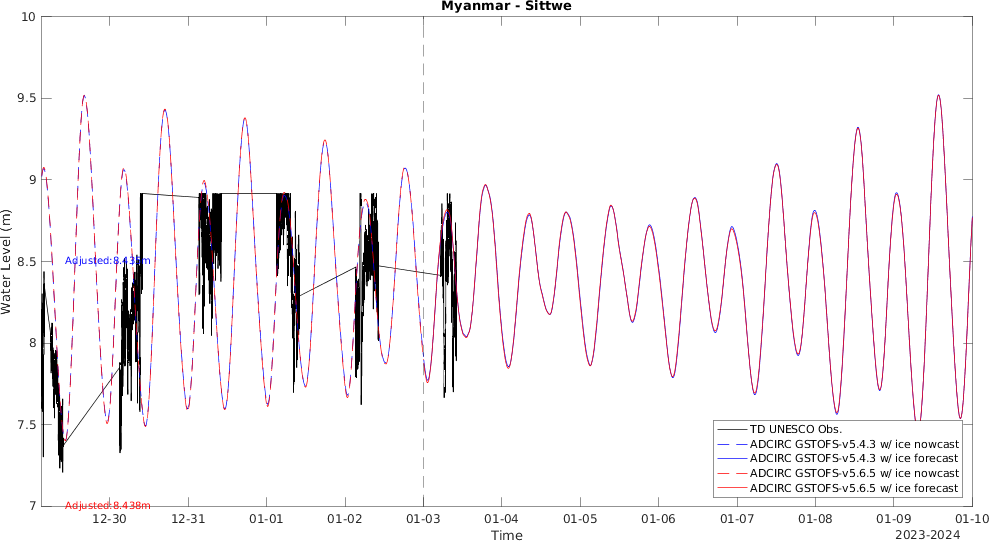 Myanmar - Sittwe
10
9.5
9
8.5
8
7.5
7
Water Level (m)
Adjusted:8.438m
Adjusted:8.438m
TD UNESCO Obs.
ADCIRC GSTOFS-v5.4.3 w/ ice nowcast
ADCIRC GSTOFS-v5.4.3 w/ ice forecast
ADCIRC GSTOFS-v5.6.5 w/ ice nowcast
ADCIRC GSTOFS-v5.6.5 w/ ice forecast
12-30 12-31 01-01 01-02 01-03 01-04 01-05 01-06 01-07 01-08 01-09 01-10
Time
2023-2024